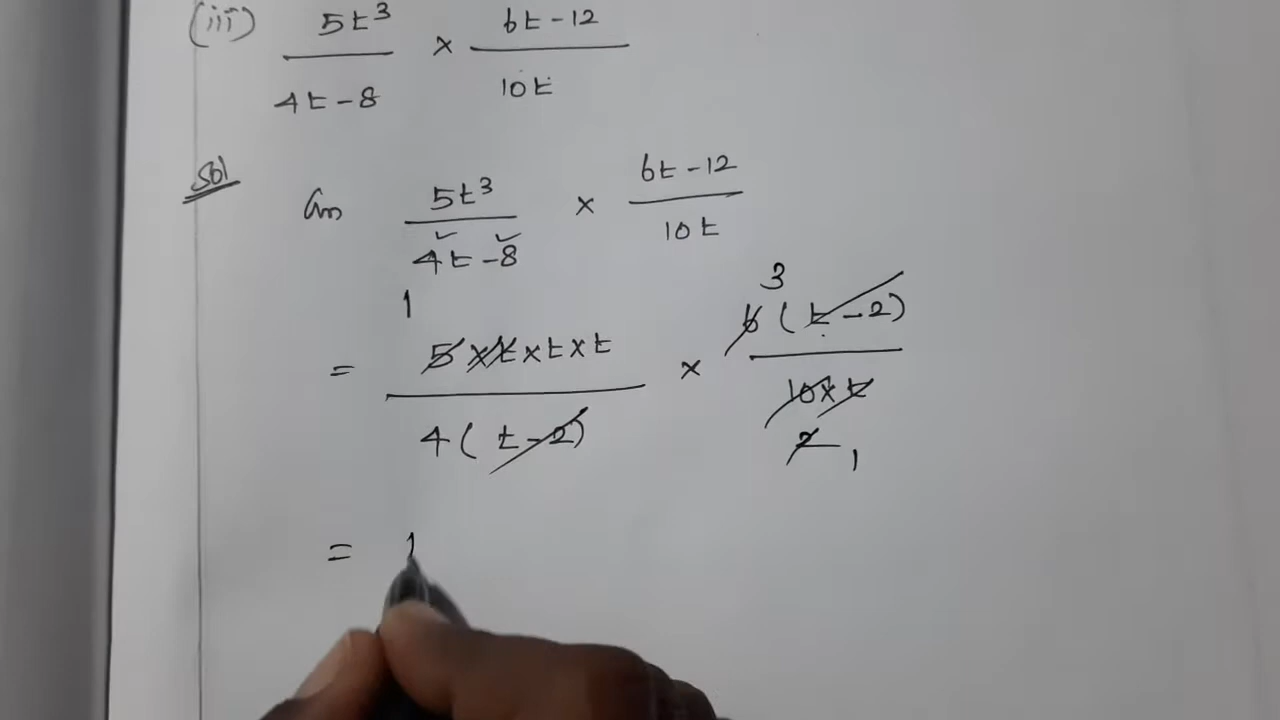 (iii) 5t³ / 4t-8 × 6t-12 / 10t
Sol
Gn 5t³ / 4t-8 × 6t-12 / 10t
1 3
= 5×t×t×t / 4(t-2) × 6(t-2) / 10×t
2 1
= 1